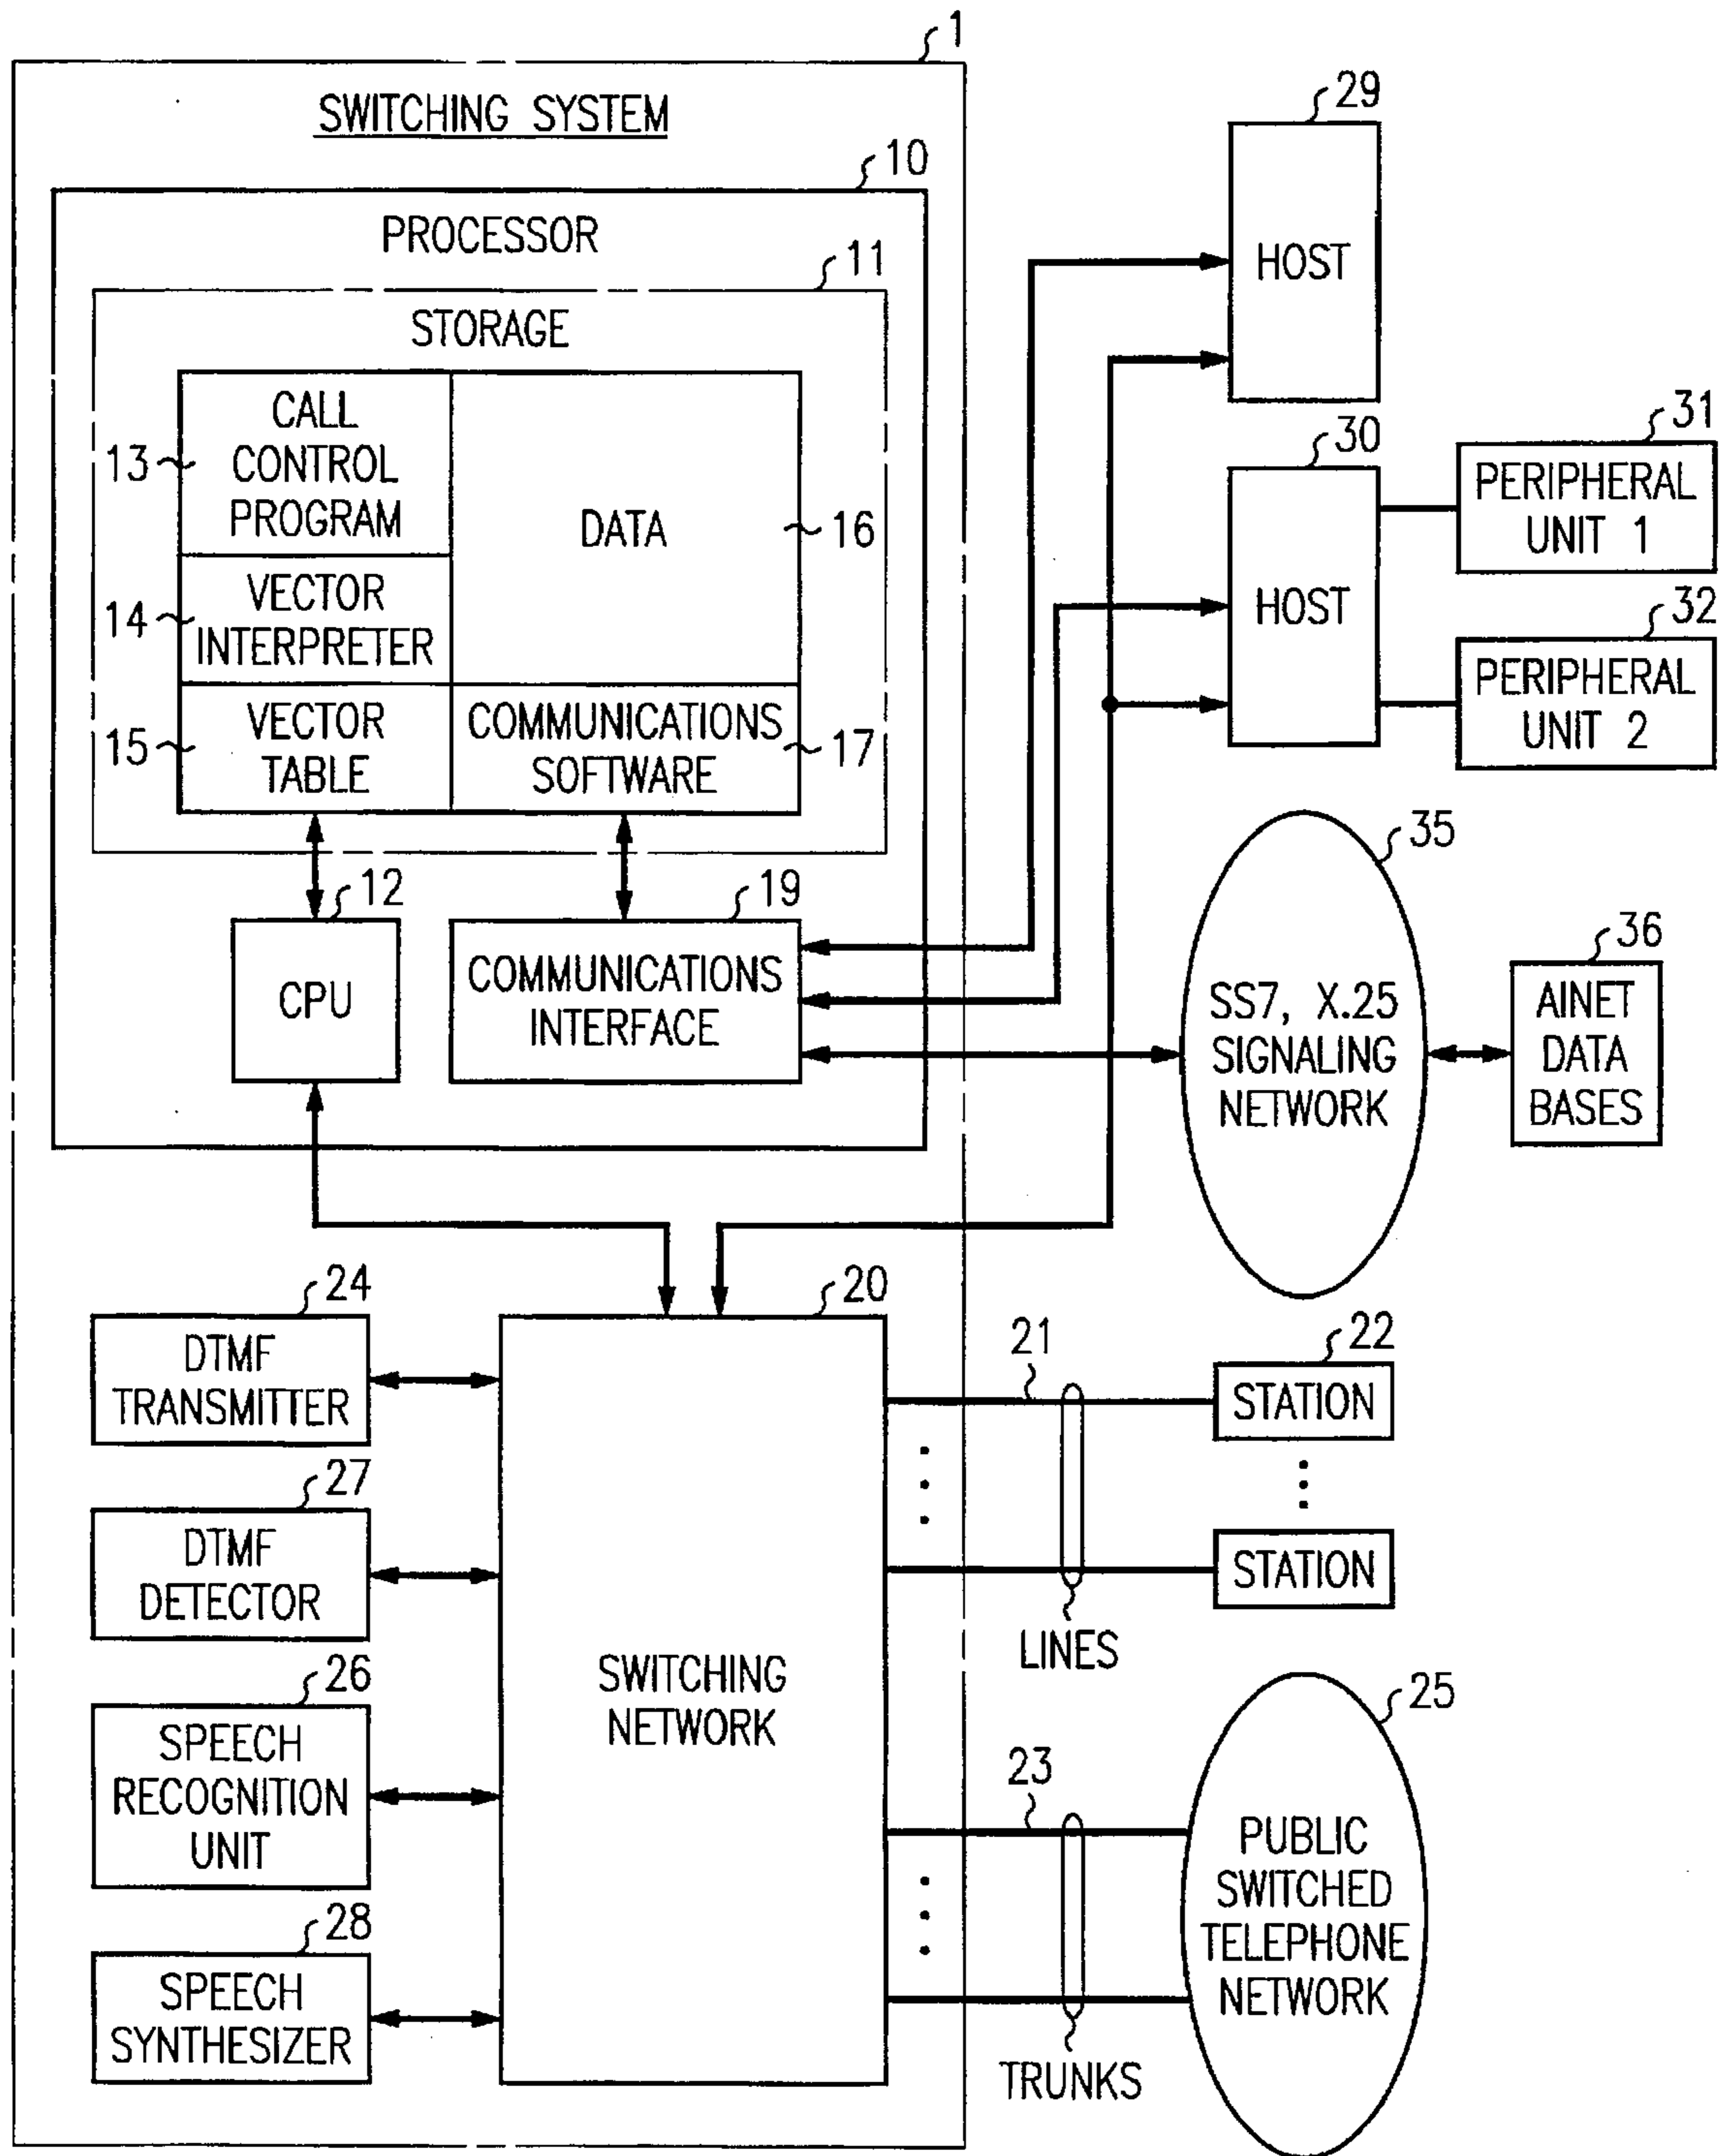 1
SWITCHING SYSTEM
10
PROCESSOR
11
STORAGE
CALL
CONTROL
PROGRAM
13
VECTOR
INTERPRETER
14
VECTOR
TABLE
15
DATA
16
COMMUNICATIONS
SOFTWARE
17
12
CPU
19
COMMUNICATIONS
INTERFACE
29
HOST
30
HOST
31
PERIPHERAL
UNIT 1
32
PERIPHERAL
UNIT 2
35
SS7, X.25
SIGNALING
NETWORK
36
AINET
DATA
BASES
24
DTMF
TRANSMITTER
27
DTMF
DETECTOR
26
SPEECH
RECOGNITION
UNIT
28
SPEECH
SYNTHESIZER
20
SWITCHING
NETWORK
21
LINES
22
STATION
STATION
23
TRUNKS
25
PUBLIC
SWITCHED
TELEPHONE
NETWORK